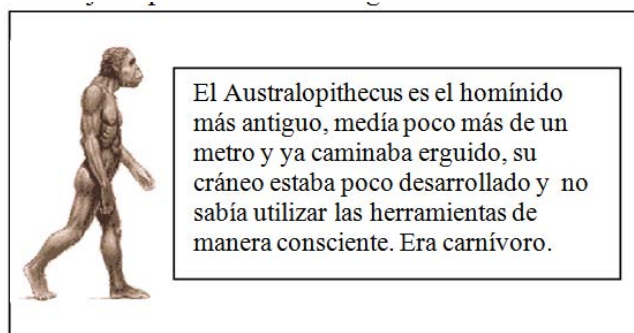 El Australopithecus es el homínido
más antiguo, medía poco más de un
metro y ya caminaba erguido, su
cráneo estaba poco desarrollado y no
sabía utilizar las herramientas de
manera consciente. Era carnívoro.